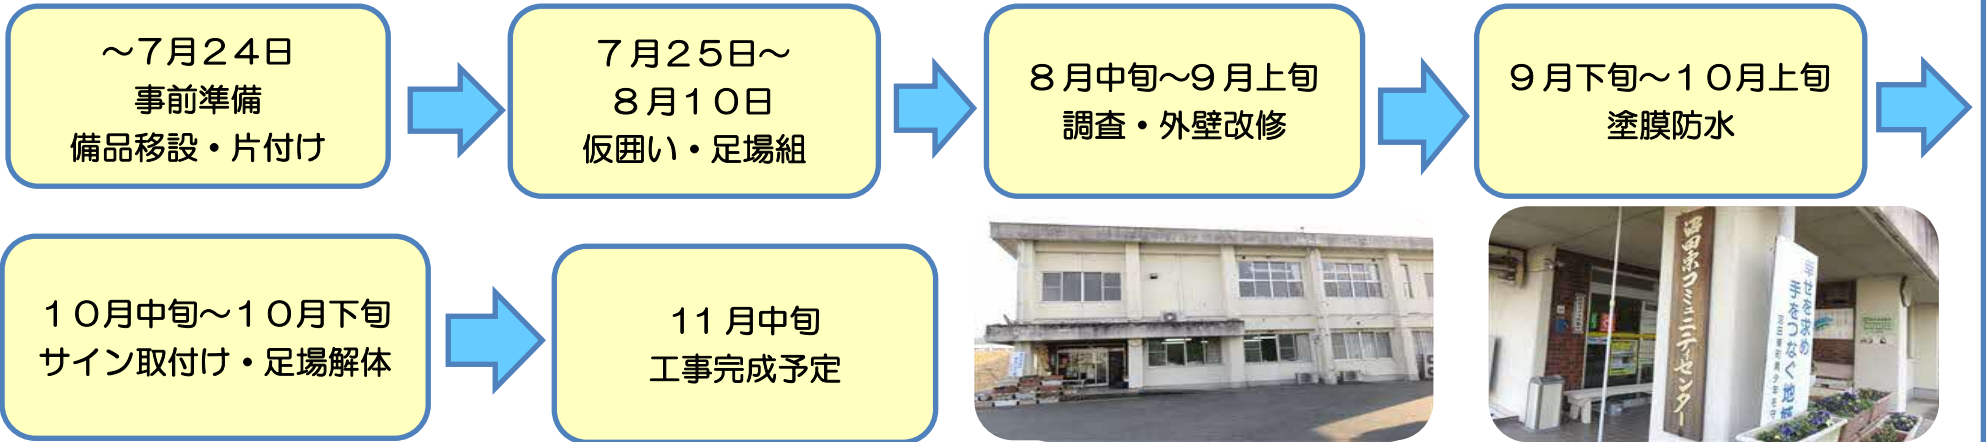 ～７月２４日
事前準備
備品移設・片付け
７月２５日～
８月１０日
仮囲い・足場組
８月中旬～９月上旬
調査・外壁改修
９月下旬～１０月上旬
塗膜防水
１０月中旬～１０月下旬
サイン取付け・足場解体
１１月中旬
工事完成予定
沼田東コミュニティセンター
幸せを求め
手をつなぐ地域